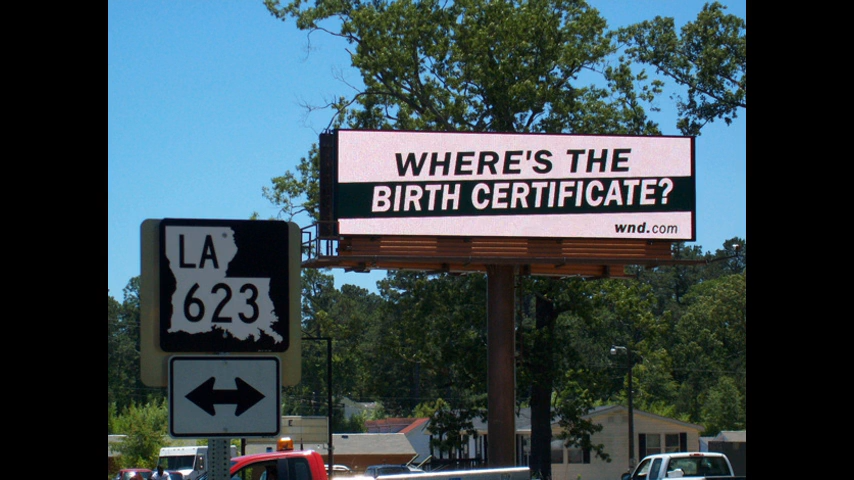 WHERE'S THE
BIRTH CERTIFICATE?
wnd.com
LA
623